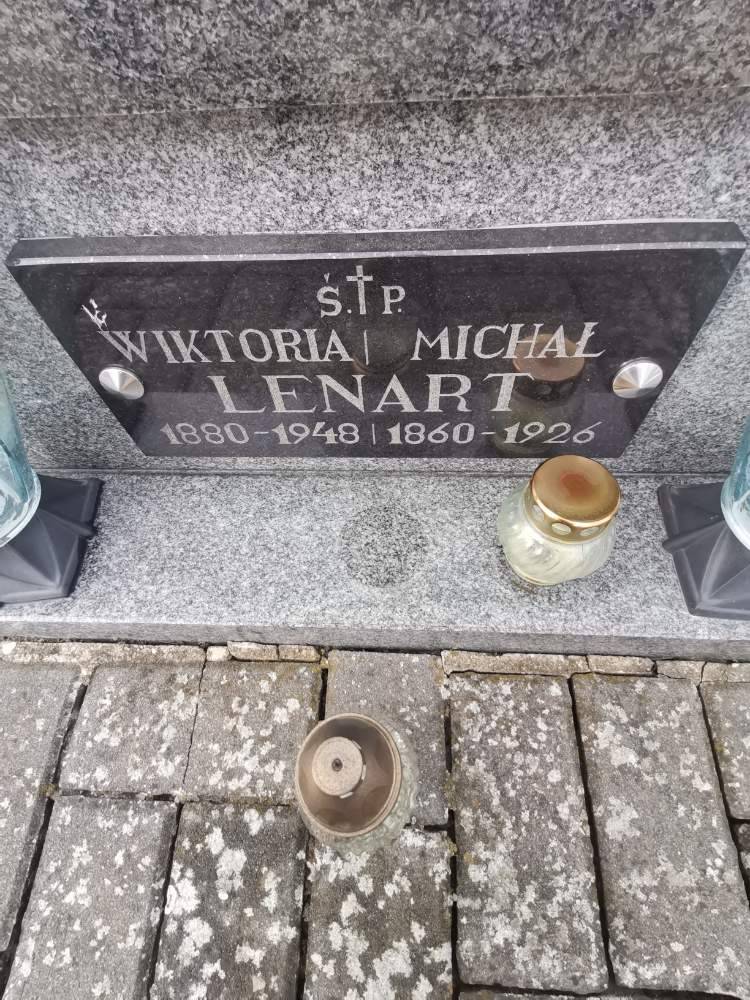 Ś.†P.
WIKTORIA | MICHAŁ
LENART
1880-1948 | 1860-1926